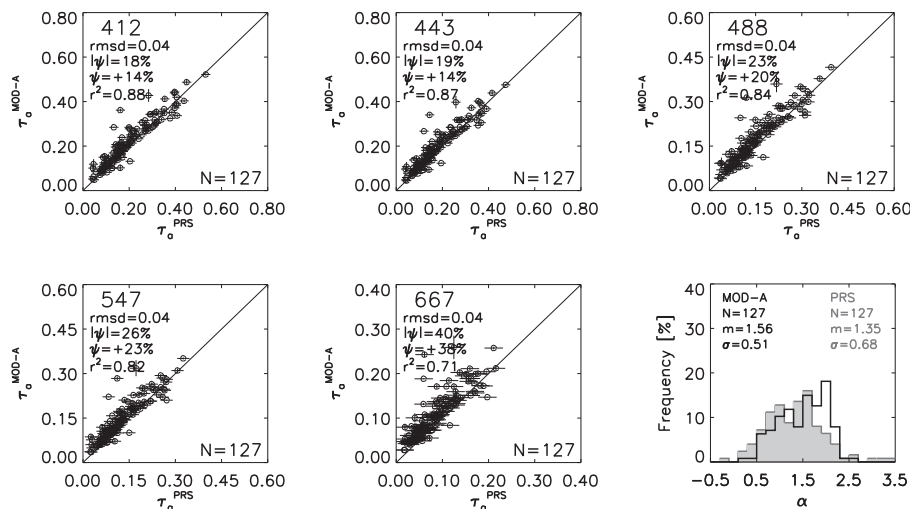 412
rmsd=0.04
|ψ|=18%
ψ=+14%
r²=0.88
N=127
0.80
0.60
0.40
0.20
0.00
τₐ^MOD-A
0.00 0.20 0.40 0.60 0.80
τₐ^PRS
443
rmsd=0.04
|ψ|=19%
ψ=+14%
r²=0.87
N=127
0.80
0.60
0.40
0.20
0.00
τₐ^MOD-A
0.00 0.20 0.40 0.60 0.80
τₐ^PRS
488
rmsd=0.04
|ψ|=23%
ψ=+20%
r²=0.84
N=127
0.60
0.45
0.30
0.15
0.00
τₐ^MOD-A
0.00 0.15 0.30 0.45 0.60
τₐ^PRS
547
rmsd=0.04
|ψ|=26%
ψ=+23%
r²=0.82
N=127
0.60
0.45
0.30
0.15
0.00
τₐ^MOD-A
0.00 0.15 0.30 0.45 0.60
τₐ^PRS
667
rmsd=0.04
|ψ|=40%
ψ=+38%
r²=0.71
N=127
0.40
0.30
0.20
0.10
0.00
τₐ^MOD-A
0.00 0.10 0.20 0.30 0.40
τₐ^PRS
MOD-A PRS
N=127 N=127
m=1.56 m=1.35
σ=0.51 σ=0.68
40
30
20
10
0
Frequency [%]
-0.5 0.5 1.5 2.5 3.5
α